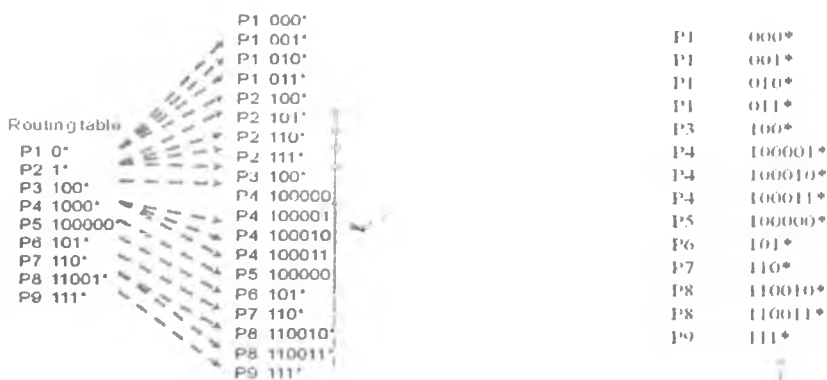 Routing table
P1 0*
P2 1*
P3 100*
P4 1000*
P5 100000*
P6 101*
P7 110*
P8 11001*
P9 111*
P1 000*
P1 001*
P1 010*
P1 011*
P2 100*
P2 101*
P2 110*
P2 111*
P3 100*
P4 100000
P4 100001
P4 100010
P4 100011
P5 100000
P6 101*
P7 110*
P8 110010*
P8 110011*
P9 111*
P1 000*
P1 001*
P1 010*
P1 011*
P3 100*
P4 100001*
P4 100010*
P4 100011*
P5 100000*
P6 101*
P7 110*
P8 110010*
P8 110011*
P9 111*